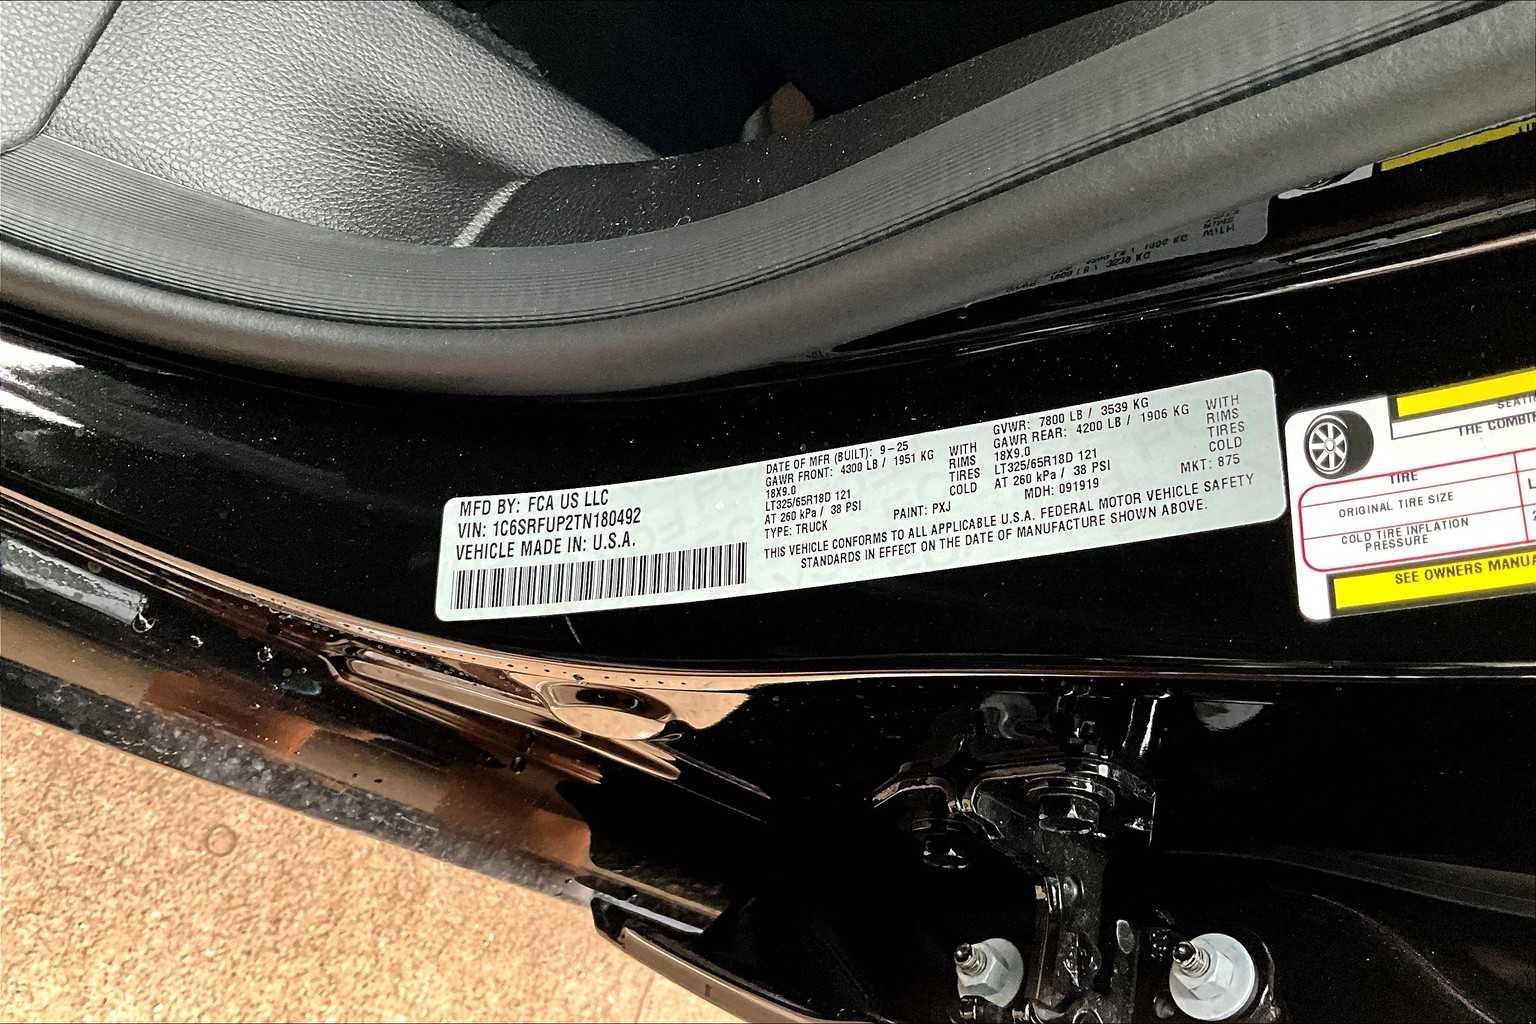 MFD BY: FCA US LLC
VIN: 1C6SRFUP2TN180492
VEHICLE MADE IN: U.S.A.
DATE OF MFR (BUILT): 9-25
GAWR FRONT: 4300 LB / 1951 KG WITH
18X9.0 RIMS
LT325/65R18D 121 TIRES
AT 260 kPa / 38 PSI COLD
TYPE: TRUCK
PAINT: PXJ
GVWR: 7800 LB / 3539 KG
GAWR REAR: 4200 LB / 1906 KG WITH
18X9.0 RIMS
LT325/65R18D 121 TIRES
AT 260 kPa / 38 PSI COLD
MDH: 091919
MKT: 875
THIS VEHICLE CONFORMS TO ALL APPLICABLE U.S.A. FEDERAL MOTOR VEHICLE SAFETY
STANDARDS IN EFFECT ON THE DATE OF MANUFACTURE SHOWN ABOVE.
THE
TIRE
ORIGINAL TIRE SIZE
COLD TIRE INFLATION
PRESSURE
SEE OWNERS